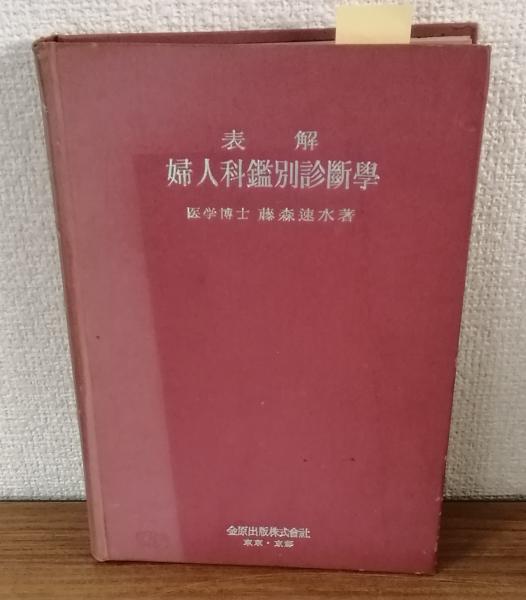 表 解
婦人科鑑別診斷學
医学博士 藤森速水著
金原出版株式會社
東京・京都